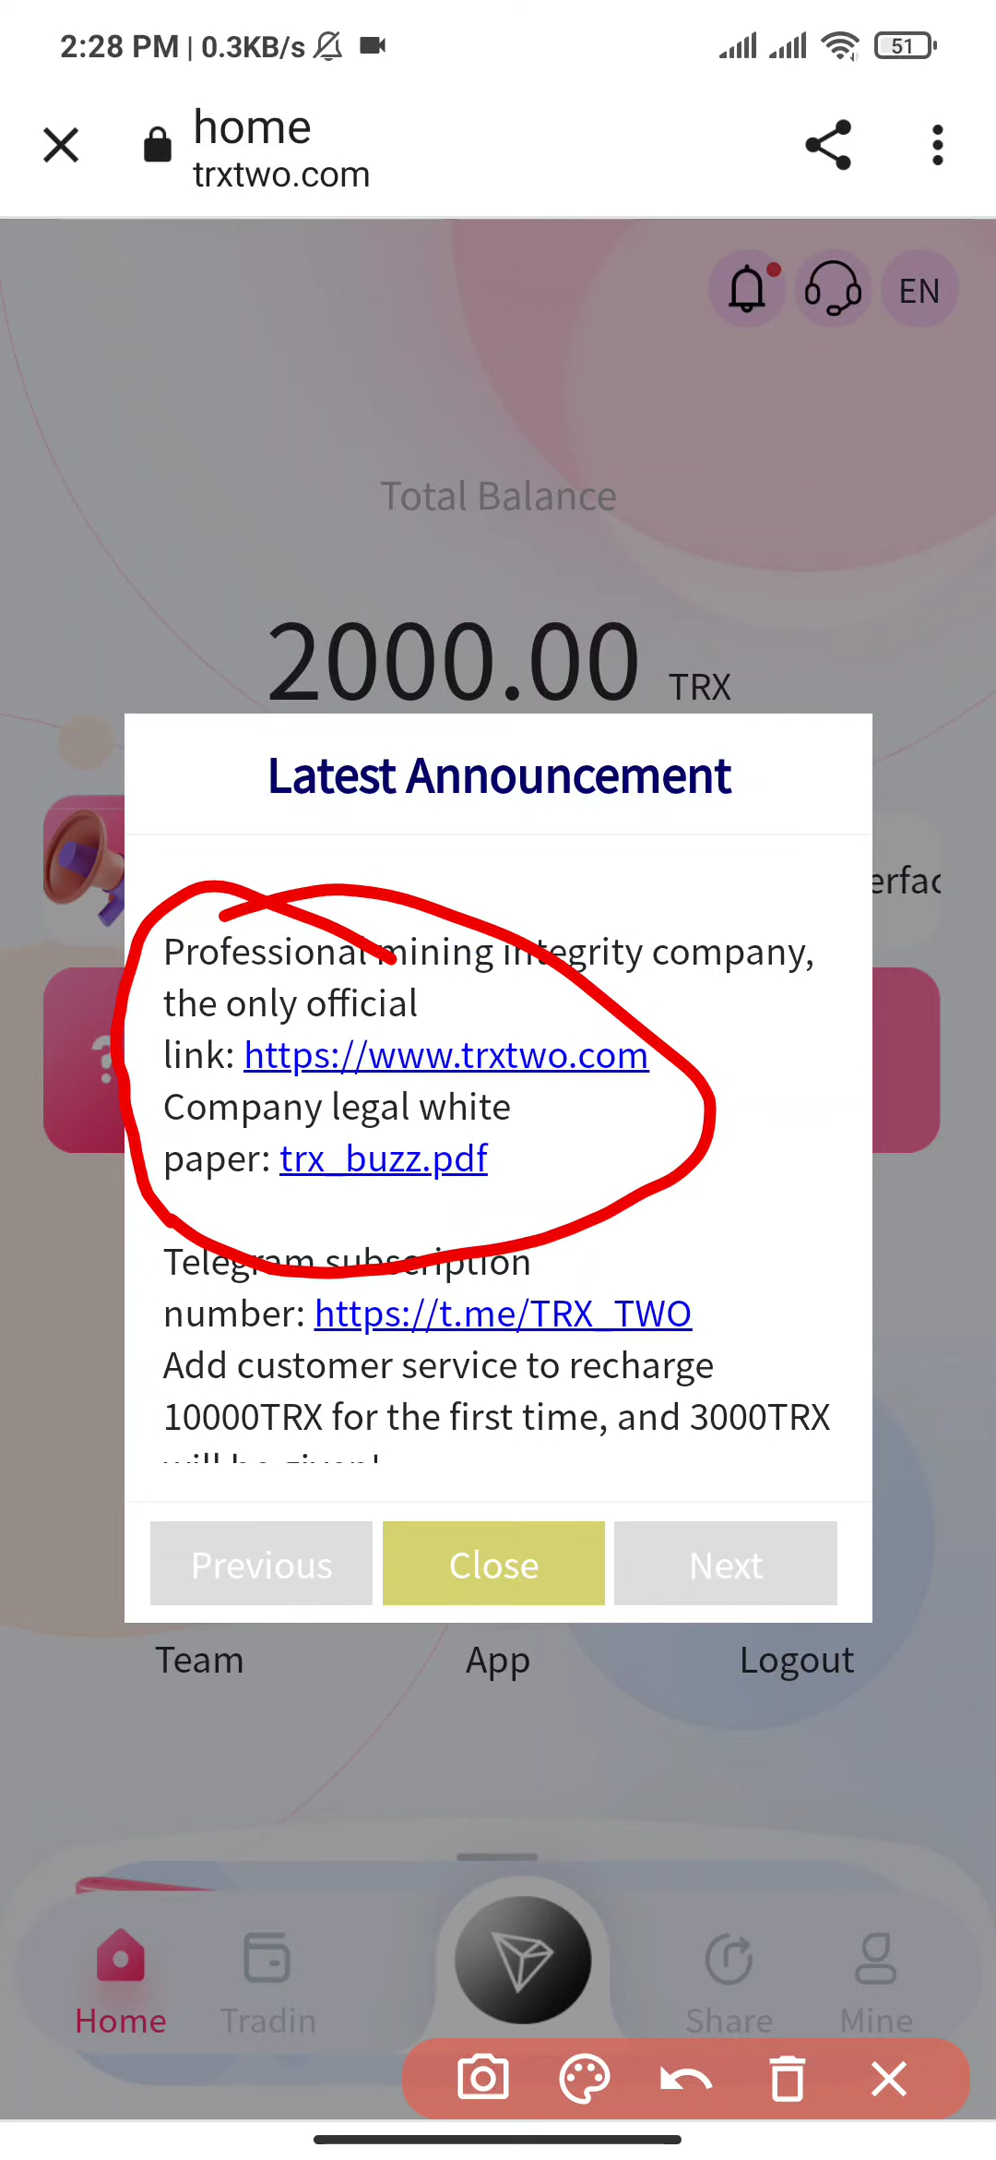 2:28 PM | 0.3KB/s
51
home
trxtwo.com
EN
Total Balance
2000.00 TRX
Latest Announcement
erfac
Professional mining integrity company,
the only official
link: https://www.trxtwo.com
Company legal white
paper: trx_buzz.pdf
Telegram subscription
number: https://t.me/TRX_TWO
Add customer service to recharge
10000TRX for the first time, and 3000TRX
will be given!
?
Previous Close Next
Team App Logout
Home Tradin Share Mine